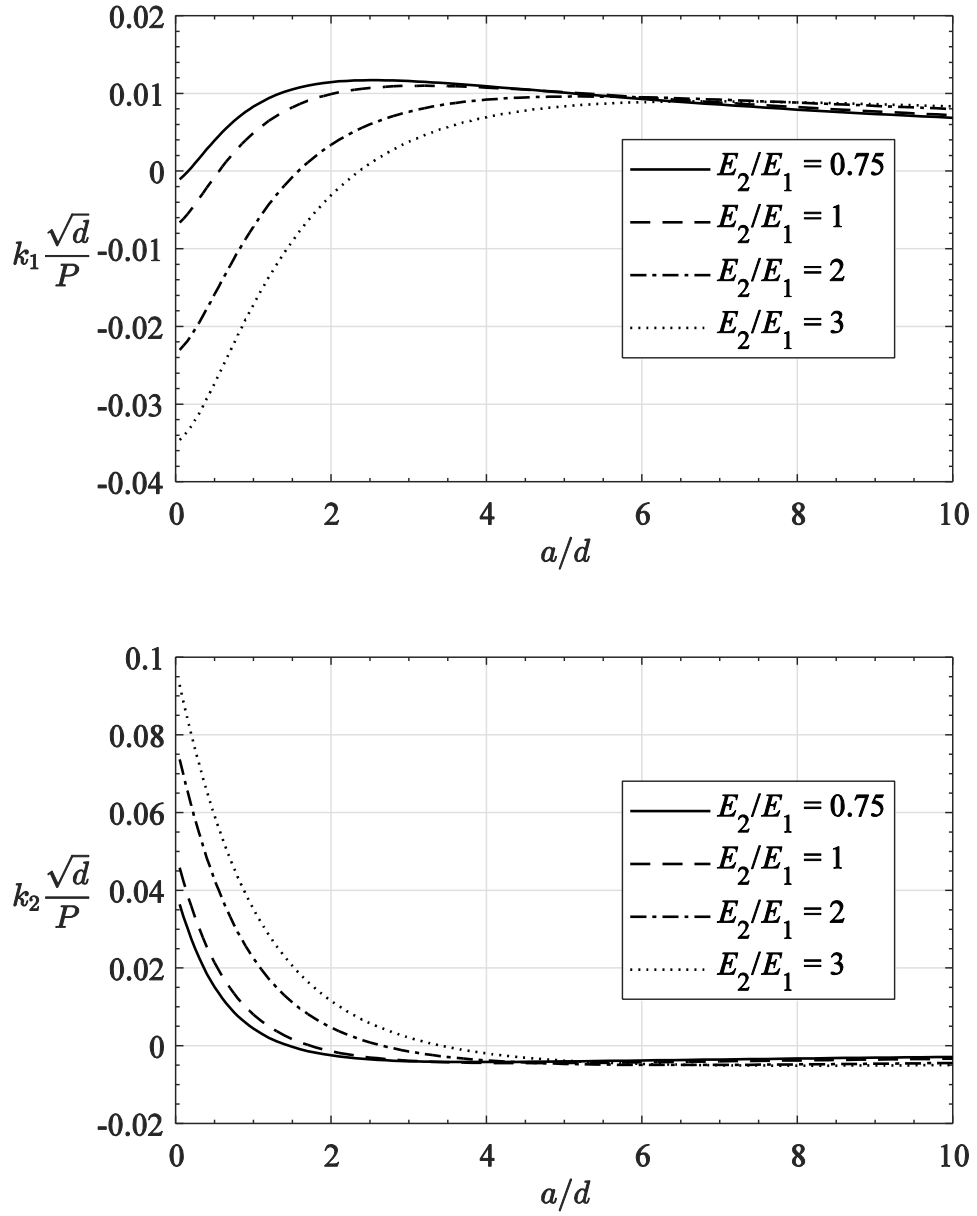 0.02
0.01
0
-0.01
-0.02
-0.03
-0.04
k₁ √d/P
E₂/E₁ = 0.75
E₂/E₁ = 1
E₂/E₁ = 2
E₂/E₁ = 3
0 2 4 6 8 10
a/d
0.1
0.08
0.06
0.04
0.02
0
-0.02
k₂ √d/P
E₂/E₁ = 0.75
E₂/E₁ = 1
E₂/E₁ = 2
E₂/E₁ = 3
0 2 4 6 8 10
a/d